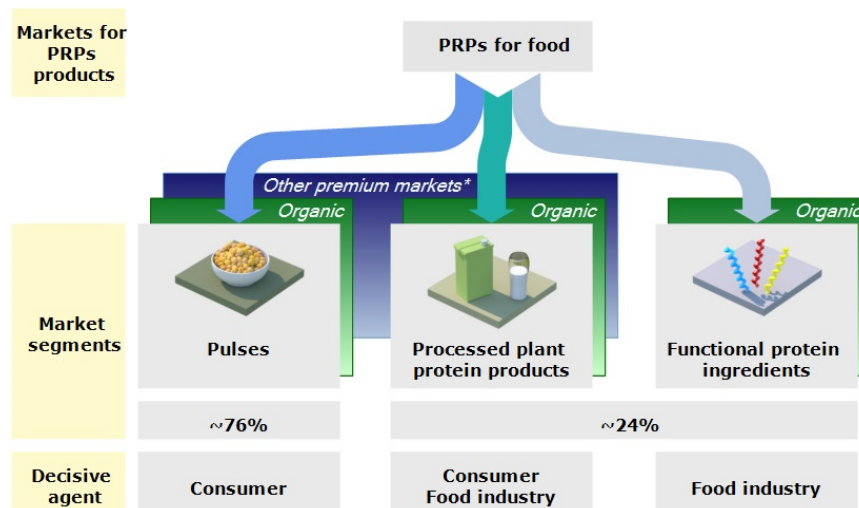 Markets for
PRPs
products
PRPs for food
Other premium markets*
Organic
Organic
Organic
Market
segments
Pulses
Processed plant
protein products
Functional protein
ingredients
~76%
~24%
Decisive
agent
Consumer
Consumer
Food industry
Food industry